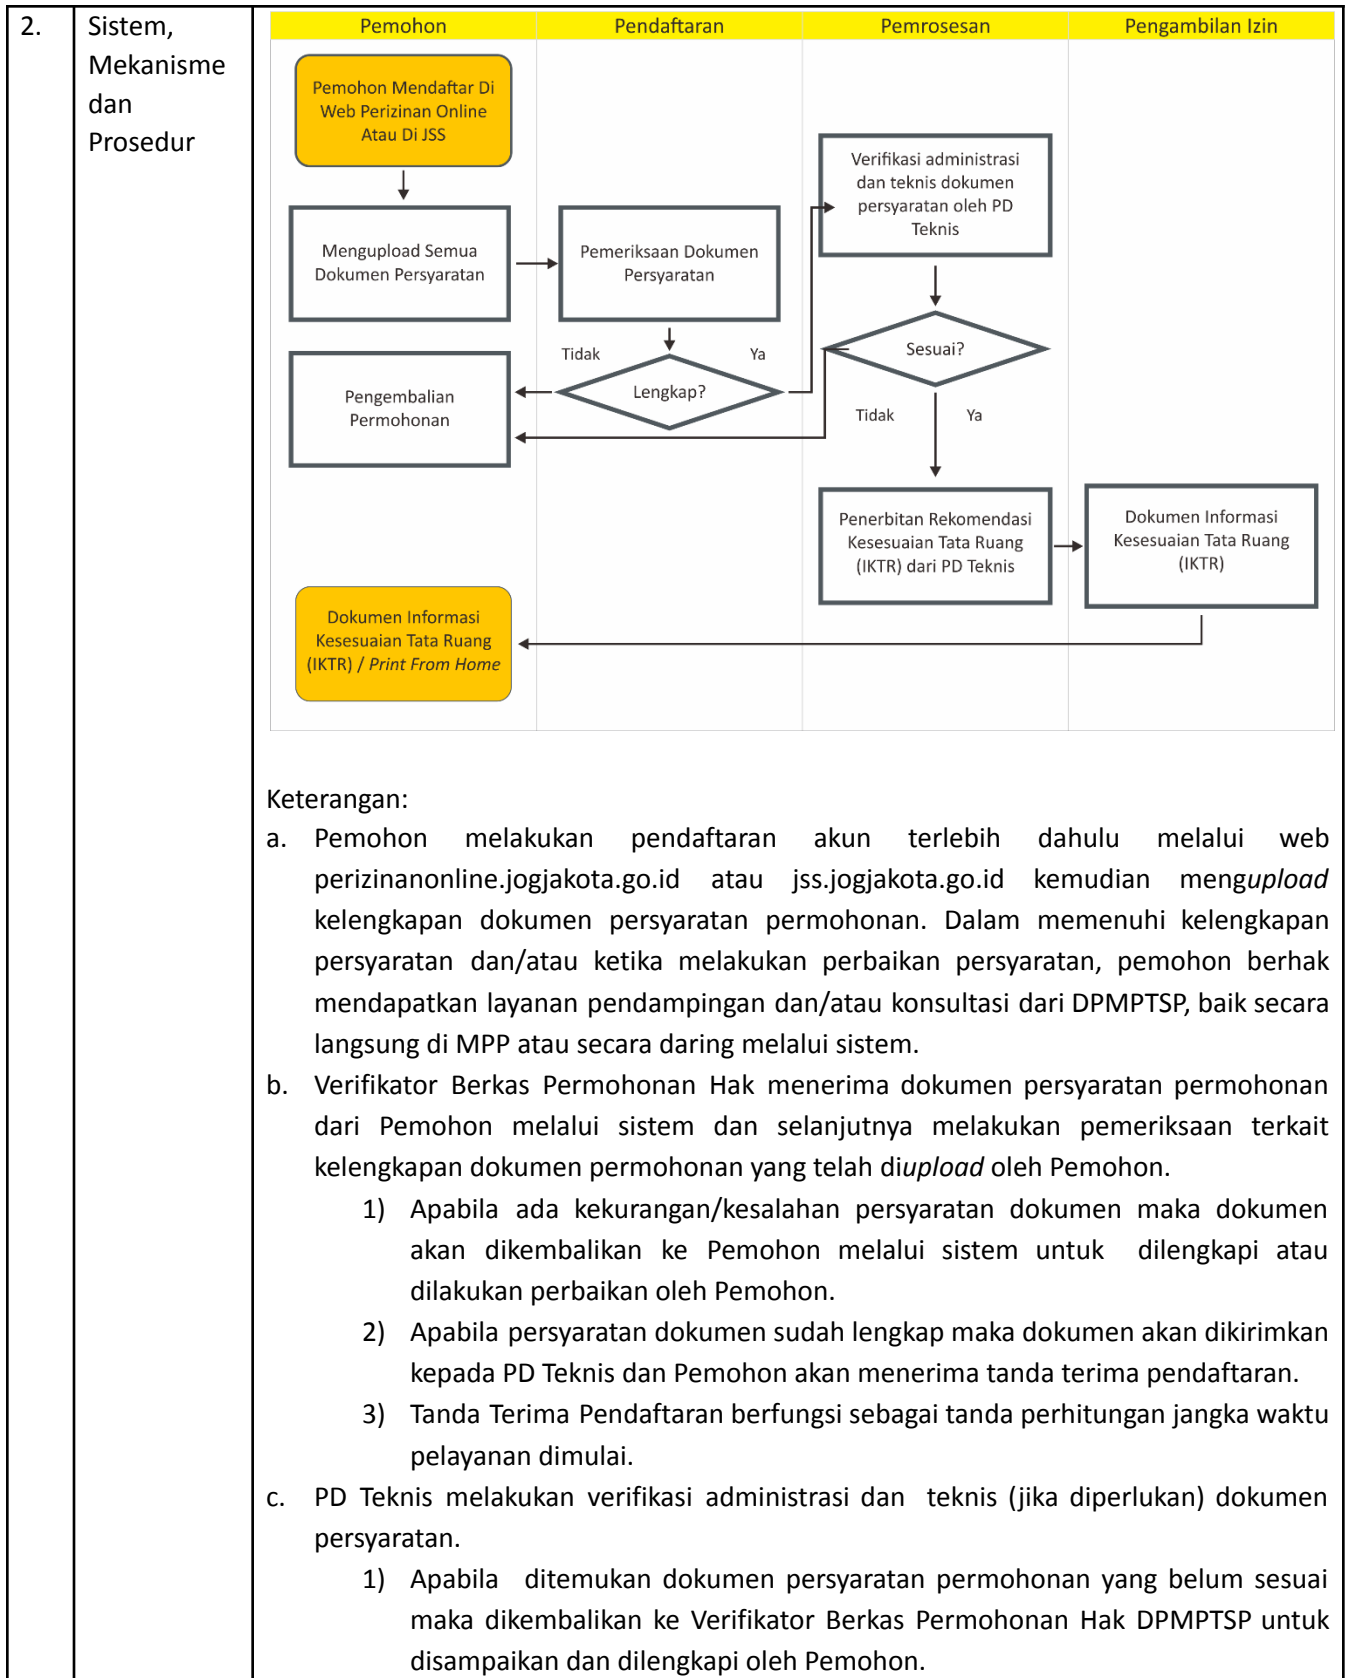 2.
Sistem,
Mekanisme
dan
Prosedur
Pemohon
Pendaftaran
Pemrosesan
Pengambilan Izin
Pemohon Mendaftar Di
Web Perizinan Online
Atau Di JSS
Mengupload Semua
Dokumen Persyaratan
Pemeriksaan Dokumen
Persyaratan
Verifikasi administrasi
dan teknis dokumen
persyaratan oleh PD
Teknis
Tidak
Ya
Lengkap?
Sesuai?
Tidak
Ya
Pengembalian
Permohonan
Penerbitan Rekomendasi
Kesesuaian Tata Ruang
(IKTR) dari PD Teknis
Dokumen Informasi
Kesesuaian Tata Ruang
(IKTR)
Dokumen Informasi
Kesesuaian Tata Ruang
(IKTR) / Print From Home
Keterangan:
a. Pemohon melakukan pendaftaran akun terlebih dahulu melalui web
perizinanonline.jogjakota.go.id atau jss.jogjakota.go.id kemudian mengupload
kelengkapan dokumen persyaratan permohonan. Dalam memenuhi kelengkapan
persyaratan dan/atau ketika melakukan perbaikan persyaratan, pemohon berhak
mendapatkan layanan pendampingan dan/atau konsultasi dari DPMPTSP, baik secara
langsung di MPP atau secara daring melalui sistem.
b. Verifikator Berkas Permohonan Hak menerima dokumen persyaratan permohonan
dari Pemohon melalui sistem dan selanjutnya melakukan pemeriksaan terkait
kelengkapan dokumen permohonan yang telah diupload oleh Pemohon.
1) Apabila ada kekurangan/kesalahan persyaratan dokumen maka dokumen
akan dikembalikan ke Pemohon melalui sistem untuk dilengkapi atau
dilakukan perbaikan oleh Pemohon.
2) Apabila persyaratan dokumen sudah lengkap maka dokumen akan dikirimkan
kepada PD Teknis dan Pemohon akan menerima tanda terima pendaftaran.
3) Tanda Terima Pendaftaran berfungsi sebagai tanda perhitungan jangka waktu
pelayanan dimulai.
c. PD Teknis melakukan verifikasi administrasi dan teknis (jika diperlukan) dokumen
persyaratan.
1) Apabila ditemukan dokumen persyaratan permohonan yang belum sesuai
maka dikembalikan ke Verifikator Berkas Permohonan Hak DPMPTSP untuk
disampaikan dan dilengkapi oleh Pemohon.